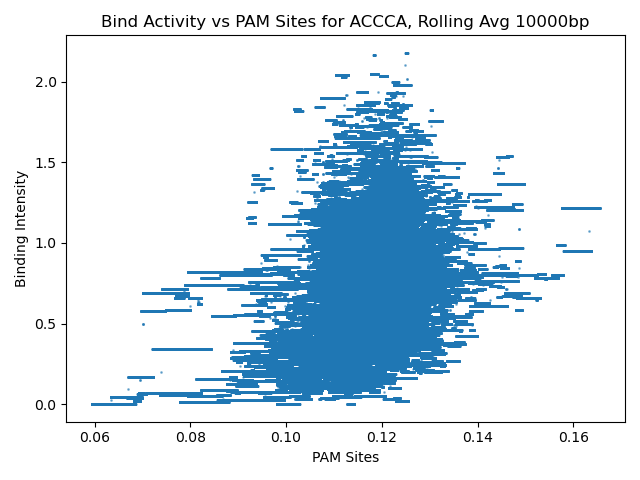 Bind Activity vs PAM Sites for ACCCA, Rolling Avg 10000bp
2.0
1.5
1.0
0.5
0.0
Binding Intensity
0.06 0.08 0.10 0.12 0.14 0.16
PAM Sites